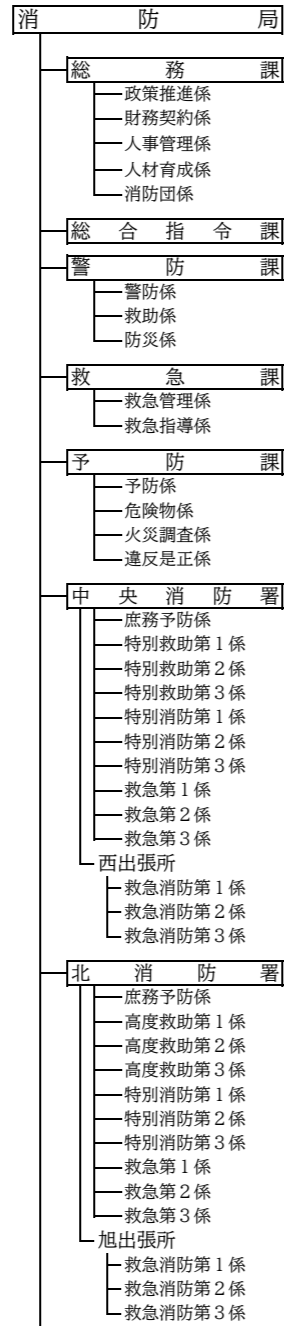 消防局
総務課
政策推進係
財務契約係
人事管理係
人材育成係
消防団係
総合指令課
警防課
警防係
救助係
防災係
救急課
救急管理係
救急指導係
予防課
予防係
危険物係
火災調査係
違反是正係
中央消防署
庶務予防係
特別救助第１係
特別救助第２係
特別救助第３係
特別消防第１係
特別消防第２係
特別消防第３係
救急第１係
救急第２係
救急第３係
西出張所
救急消防第１係
救急消防第２係
救急消防第３係
北消防署
庶務予防係
高度救助第１係
高度救助第２係
高度救助第３係
特別消防第１係
特別消防第２係
特別消防第３係
救急第１係
救急第２係
救急第３係
旭出張所
救急消防第１係
救急消防第２係
救急消防第３係